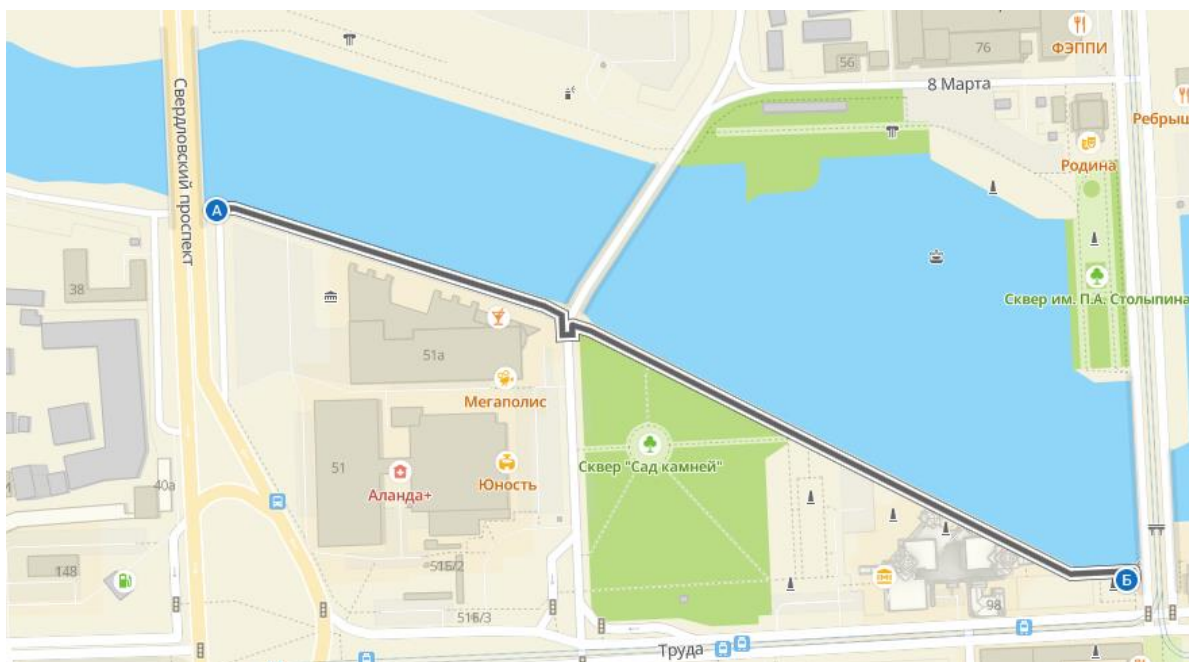 ФЭППИ
76
56
8 Марта
Ребрыш
Родина
Свердловский проспект
А
38
Сквер им. П.А. Столыпина
51а
Мегаполис
Сквер "Сад камней"
51
Юность
Аланда+
40а
148
51Б/2
Б
98
51Б/3
Труда